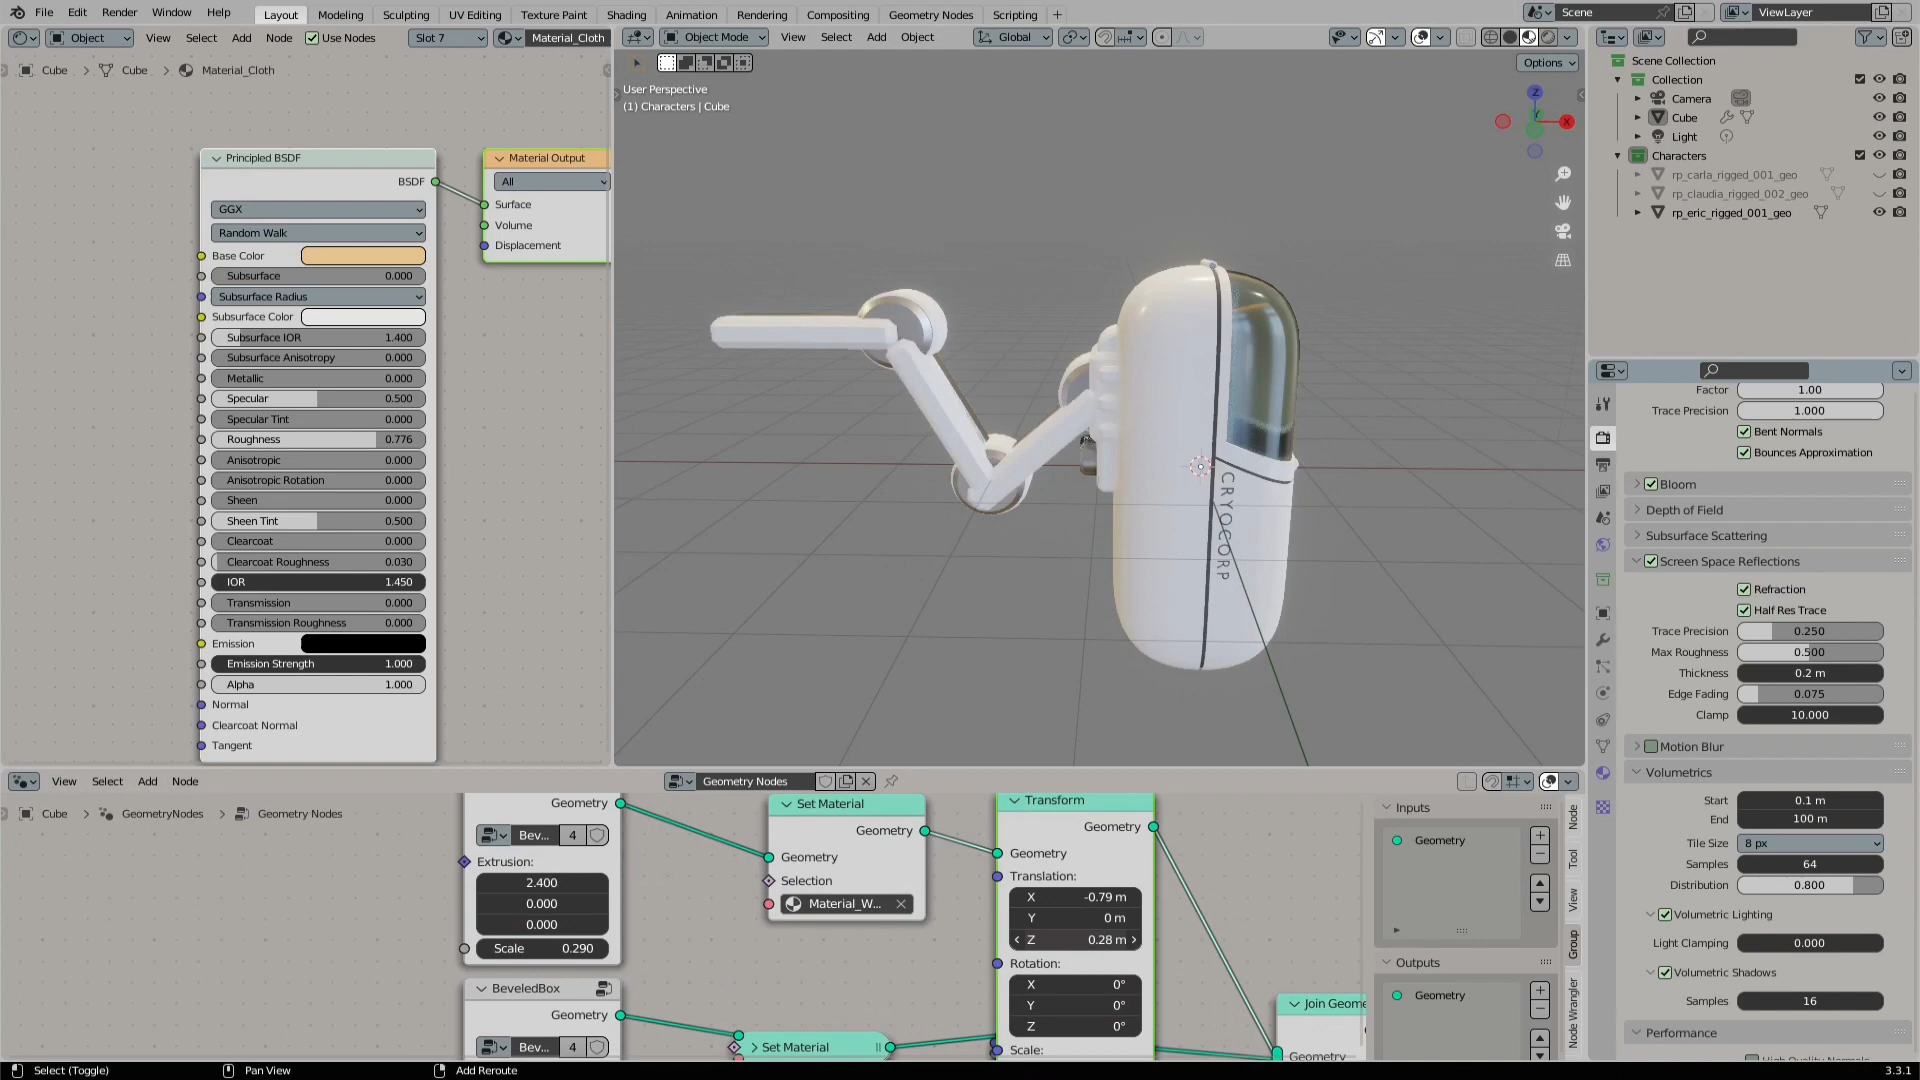 File Edit Render Window Help Layout Modeling Sculpting UV Editing Texture Paint Shading Animation Rendering Compositing Geometry Nodes Scripting + Scene ViewLayer
Object View Select Add Node Use Nodes Slot 7 Material_Cloth
Object Mode View Select Add Object Global
Cube > Cube > Material_Cloth
Options
User Perspective
(1) Characters | Cube
Z
Y
X
CRYOCORP
Principled BSDF
BSDF
GGX
Random Walk
Base Color
Subsurface 0.000
Subsurface Radius
Subsurface Color
Subsurface IOR 1.400
Subsurface Anisotropy 0.000
Metallic 0.000
Specular 0.500
Specular Tint 0.000
Roughness 0.776
Anisotropic 0.000
Anisotropic Rotation 0.000
Sheen 0.000
Sheen Tint 0.500
Clearcoat 0.000
Clearcoat Roughness 0.030
IOR 1.450
Transmission 0.000
Transmission Roughness 0.000
Emission
Emission Strength 1.000
Alpha 1.000
Normal
Clearcoat Normal
Tangent
Material Output
All
Surface
Volume
Displacement
Scene Collection
Collection
Camera
Cube
Light
Characters
rp_carla_rigged_001_geo
rp_claudia_rigged_002_geo
rp_eric_rigged_001_geo
Factor 1.00
Trace Precision 1.000
Bent Normals
Bounces Approximation
Bloom
Depth of Field
Subsurface Scattering
Screen Space Reflections
Refraction
Half Res Trace
Trace Precision 0.250
Max Roughness 0.500
Thickness 0.2 m
Edge Fading 0.075
Clamp 10.000
Motion Blur
Volumetrics
Start 0.1 m
End 100 m
Tile Size 8 px
Samples 64
Distribution 0.800
Volumetric Lighting
Light Clamping 0.000
Volumetric Shadows
Samples 16
Performance
High Quality Normals
View Select Add Node Geometry Nodes
Cube > GeometryNodes > Geometry Nodes
Geometry
Bev... 4
Extrusion:
2.400
0.000
0.000
Scale 0.290
BeveledBox
Geometry
Bev... 4
Set Material
Geometry
Geometry
Selection
Material_W...
Set Material
Transform
Geometry
Geometry
Translation:
X -0.79 m
Y 0 m
Z 0.28 m
Rotation:
X 0°
Y 0°
Z 0°
Scale:
Join Geome
Geometry
Inputs
Geometry
Outputs
Geometry
Node
Tool
View
Group
Node Wrangler
Select (Toggle) Pan View Add Reroute 3.3.1